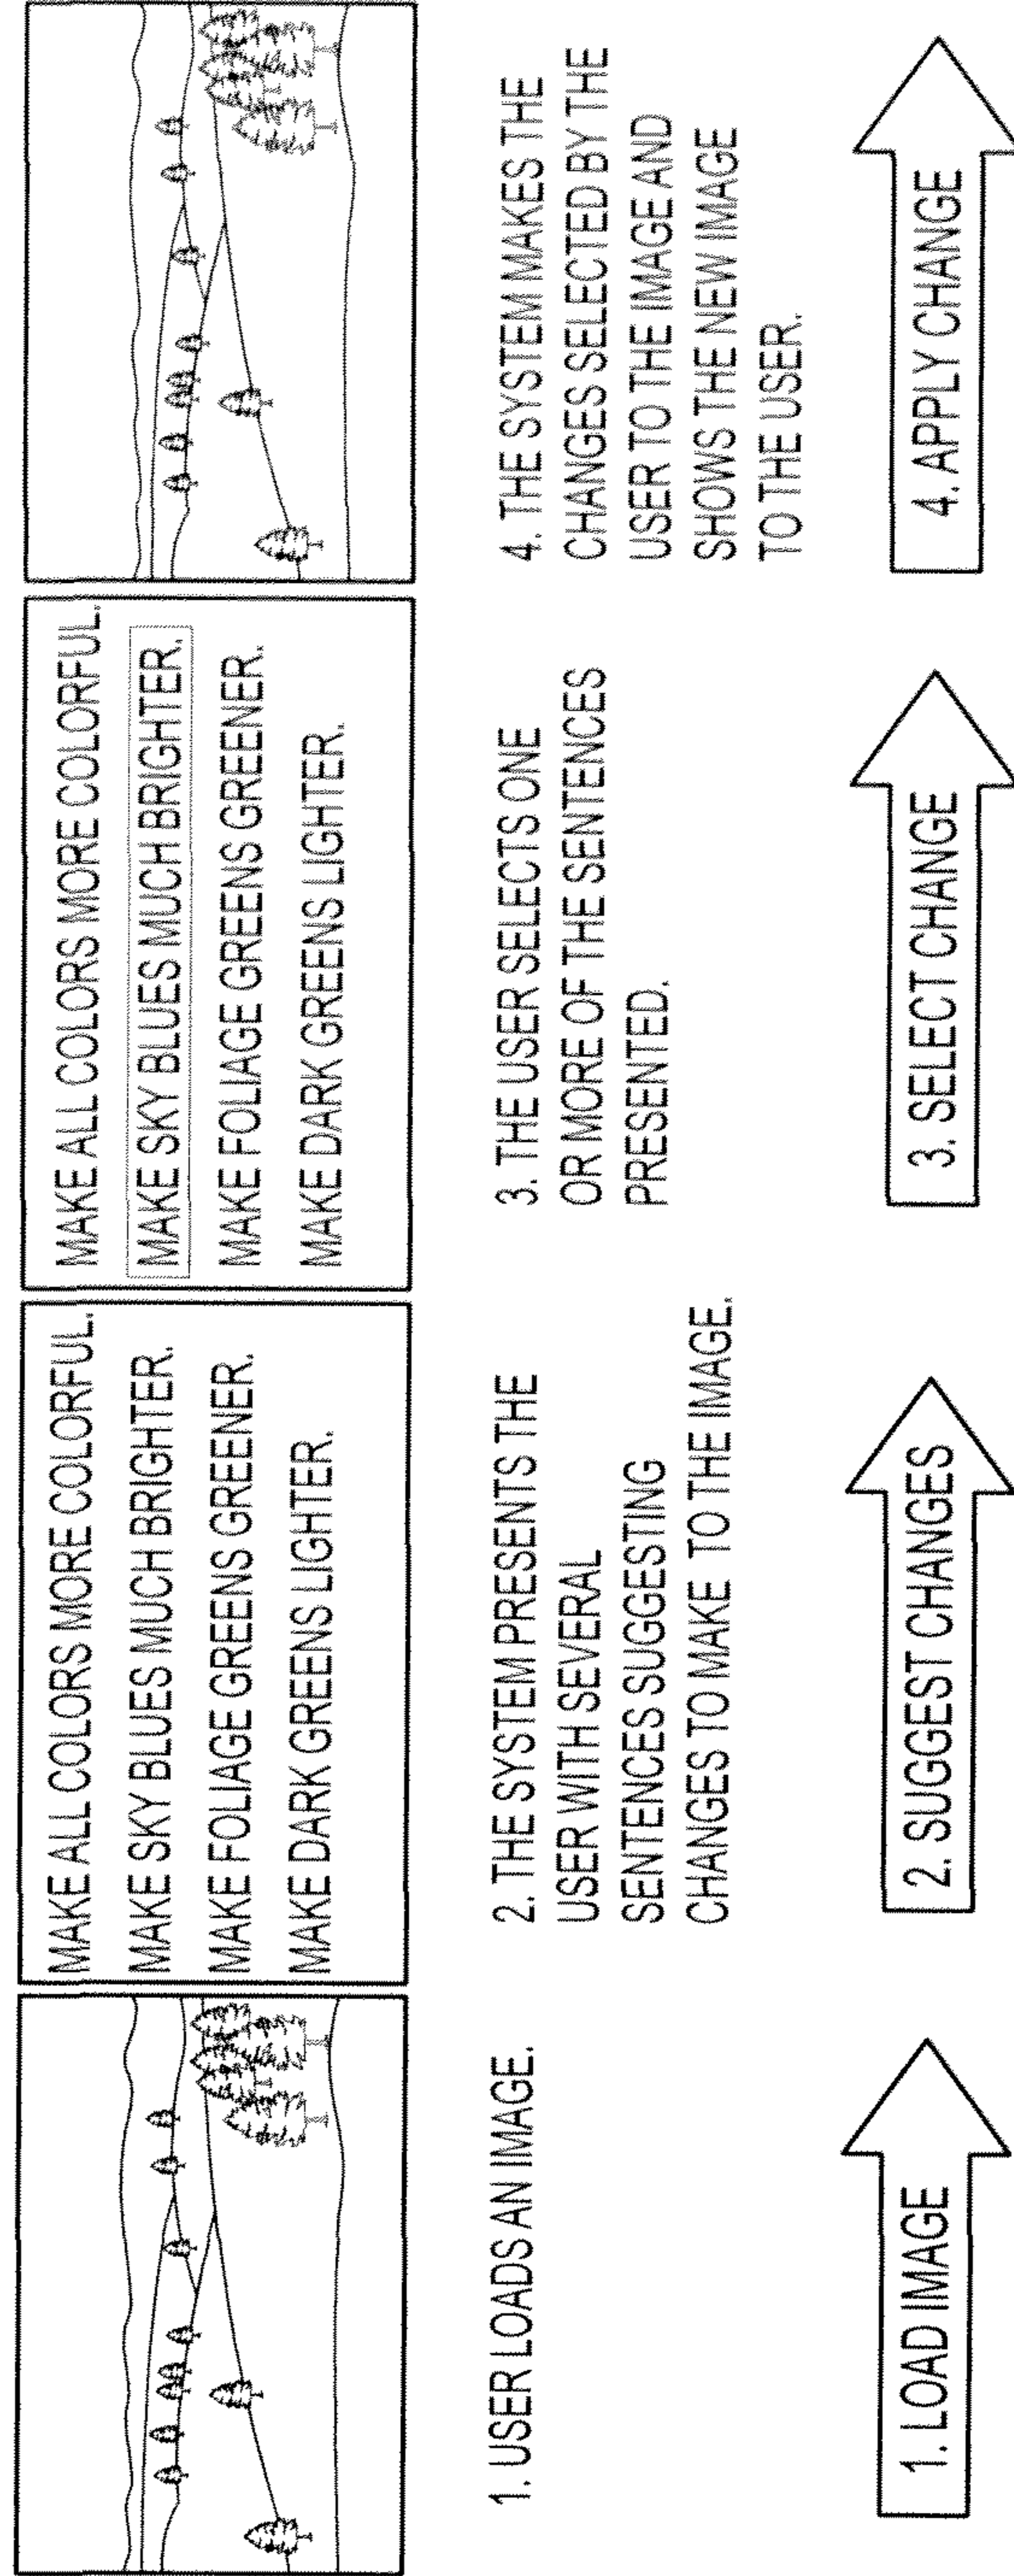 MAKE ALL COLORS MORE COLORFUL.
MAKE SKY BLUES MUCH BRIGHTER.
MAKE FOLIAGE GREENS GREENER.
MAKE DARK GREENS LIGHTER.
MAKE ALL COLORS MORE COLORFUL.
MAKE SKY BLUES MUCH BRIGHTER.
MAKE FOLIAGE GREENS GREENER.
MAKE DARK GREENS LIGHTER.
1. USER LOADS AN IMAGE.
2. THE SYSTEM PRESENTS THE
USER WITH SEVERAL
SENTENCES SUGGESTING
CHANGES TO MAKE TO THE IMAGE.
3. THE USER SELECTS ONE
OR MORE OF THE SENTENCES
PRESENTED.
4. THE SYSTEM MAKES THE
CHANGES SELECTED BY THE
USER TO THE IMAGE AND
SHOWS THE NEW IMAGE
TO THE USER.
1. LOAD IMAGE
2. SUGGEST CHANGES
3. SELECT CHANGE
4. APPLY CHANGE